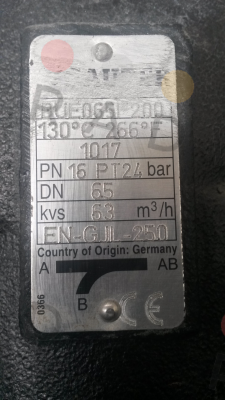 130°C 266°F
1017
PN 16 PT24 bar
DN 65
kvs 63 m³/h
EN-GJL-250
Country of Origin: Germany
A AB
B
0366 CE